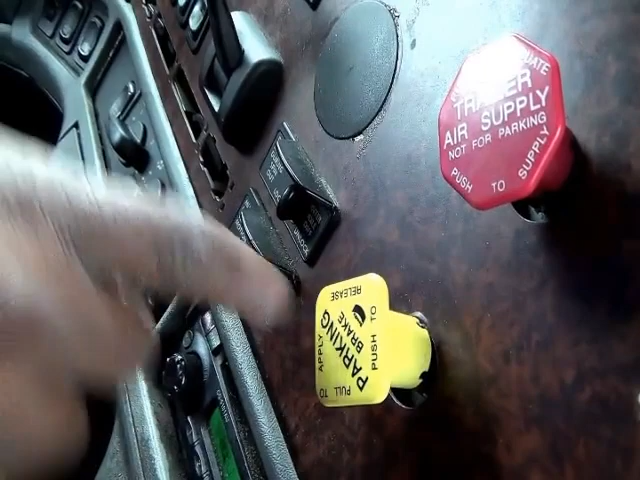 TRAILER
AIR SUPPLY
NOT FOR PARKING
PUSH TO SUPPLY
PARKING
BRAKE
PUSH TO
RELEASE
PULL TO
APPLY